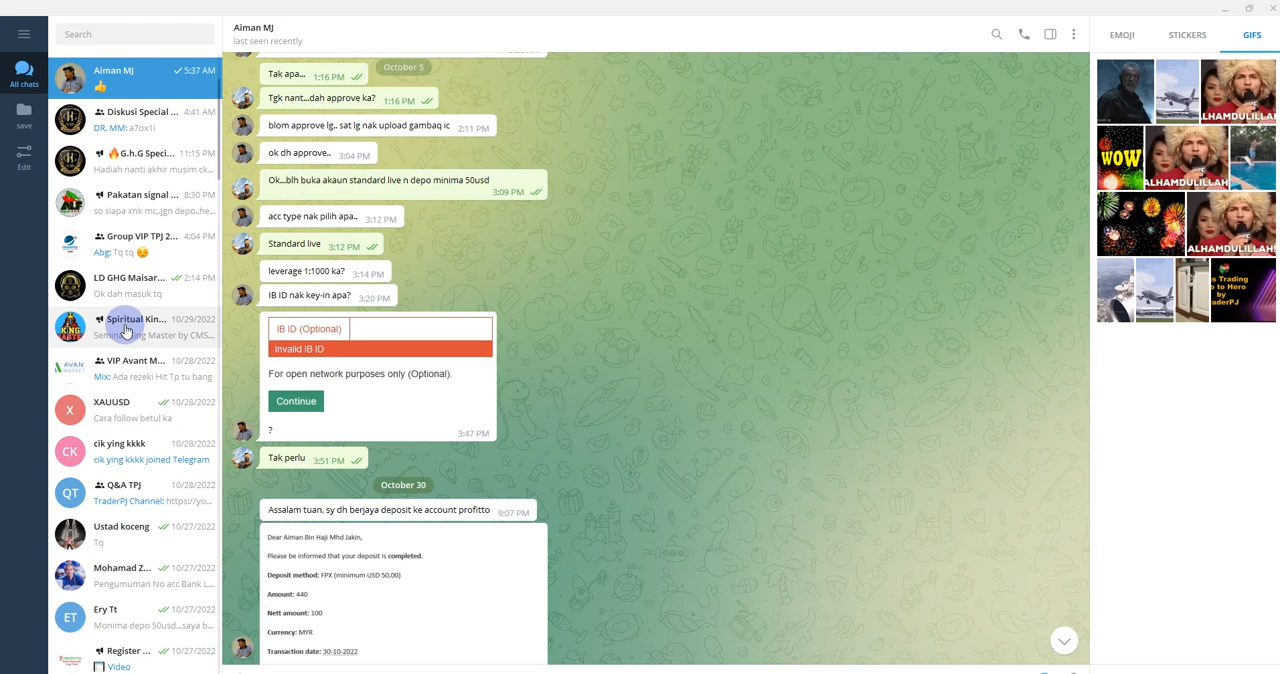 Search
All chats
save
Edit
Aiman MJ 5:37 AM
👍
Diskusi Special ... 4:41 AM
DR. MM: a7ox1i
🔥G.h.G Speci... 11:15 PM
Hadiah nanti akhir musim ck...
Pakatan signal ... 8:30 PM
so siapa xnk mc..jgn depo..he...
Group VIP TPJ 2... 4:04 PM
Abg: Tq tq 😊
LD GHG Maisar... 2:14 PM
Ok dah masuk tq
Spiritual Kin... 10/29/2022
Master by CMS...
VIP Avant M... 10/28/2022
Mix: Ada rezeki Hit Tp tu bang
XAUUSD 10/28/2022
Cara follow betul ka
cik ying kkkk 10/28/2022
cik ying kkkk joined Telegram
Q&A TPJ 10/28/2022
TraderPJ Channel: https://yo...
Ustad koceng 10/27/2022
Tq
Mohamad Z... 10/27/2022
Pengumuman No acc Bank L...
Ery Tt 10/27/2022
Monima depo 50usd...saya b...
Register ... 10/27/2022
Video
X
CK
QT
ET
Aiman MJ
last seen recently
October 5
Tak apa... 1:16 PM
Tgk nant...dah approve ka? 1:16 PM
blom approve lg.. sat lg nak upload gambaq ic 2:11 PM
ok dh approve.. 3:04 PM
Ok...blh buka akaun standard live n depo minima 50usd
3:09 PM
acc type nak pilih apa.. 3:12 PM
Standard live 3:12 PM
leverage 1:1000 ka? 3:14 PM
IB ID nak key-in apa? 3:20 PM
IB ID (Optional)
Invalid IB ID
For open network purposes only (Optional).
Continue
? 3:47 PM
Tak perlu 3:51 PM
October 30
Assalam tuan, sy dh berjaya deposit ke account profitto 9:07 PM
Dear Aiman Bin Haji Mhd Jakin,
Please be informed that your deposit is completed.
Deposit method: FPX (minimum USD 50.00)
Amount: 440
Nett amount: 100
Currency: MYR
Transaction date: 30-10-2022
EMOJI STICKERS GIFS
ALHAMDULILLAH
WOW
ALHAMDULILLAH
ALHAMDULILLAH
s Trading
o to Hero
by
aderPJ